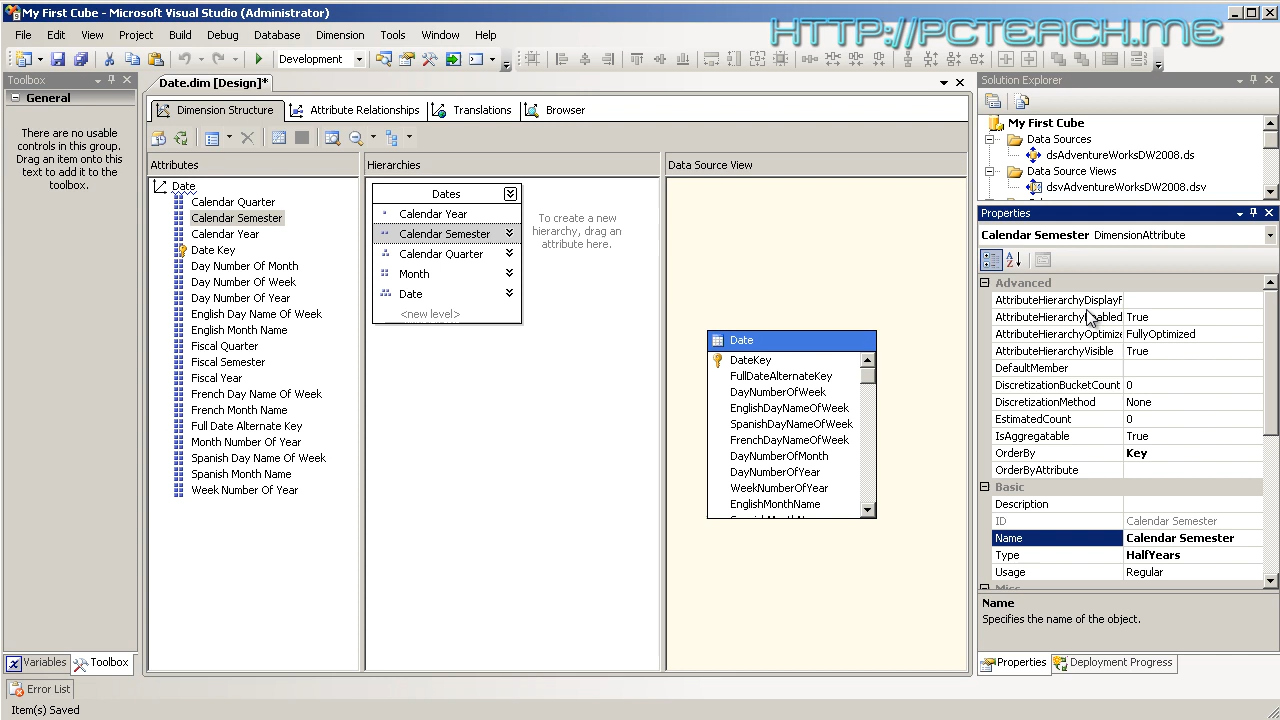 My First Cube - Microsoft Visual Studio (Administrator)
HTTP://PCTEACH.ME
File Edit View Project Debug Dimension Tools Window Help
Development
Toolbox
General
There are no usable
controls in this group.
Drag an item onto this
text to add it to the
toolbox.
Variables Toolbox
Error List
Item(s) Saved
Date.dim [Design]*
Dimension Structure Attribute Relationships Translations Browser
Attributes
Date
Calendar Quarter
Calendar Semester
Calendar Year
Date Key
Day Number Of Month
Day Number Of Week
Day Number Of Year
English Day Name Of Week
English Month Name
Fiscal Quarter
Fiscal Semester
Fiscal Year
French Day Name Of Week
French Month Name
Full Date Alternate Key
Month Number Of Year
Spanish Day Name Of Week
Spanish Month Name
Week Number Of Year
Hierarchies
Dates
Calendar Year
Calendar Semester
Calendar Quarter
Month
Date
<new level>
To create a new
hierarchy, drag an
attribute here.
Data Source View
Date
DateKey
FullDateAlternateKey
DayNumberOfWeek
EnglishDayNameOfWeek
SpanishDayNameOfWeek
FrenchDayNameOfWeek
DayNumberOfMonth
DayNumberOfYear
WeekNumberOfYear
EnglishMonthName
Solution Explorer
My First Cube
Data Sources
dsAdventureWorksDW2008.ds
Data Source Views
dsvAdventureWorksDW2008.dsv
Properties
Calendar Semester DimensionAttribute
Advanced
AttributeHierarchyDisplayF
AttributeHierarchy abled True
AttributeHierarchyOptimize FullyOptimized
AttributeHierarchyVisible True
DefaultMember
DiscretizationBucketCount 0
DiscretizationMethod None
EstimatedCount 0
IsAggregatable True
OrderBy Key
OrderByAttribute
Basic
Description
ID Calendar Semester
Name Calendar Semester
Type HalfYears
Usage Regular
Name
Specifies the name of the object.
Properties Deployment Progress